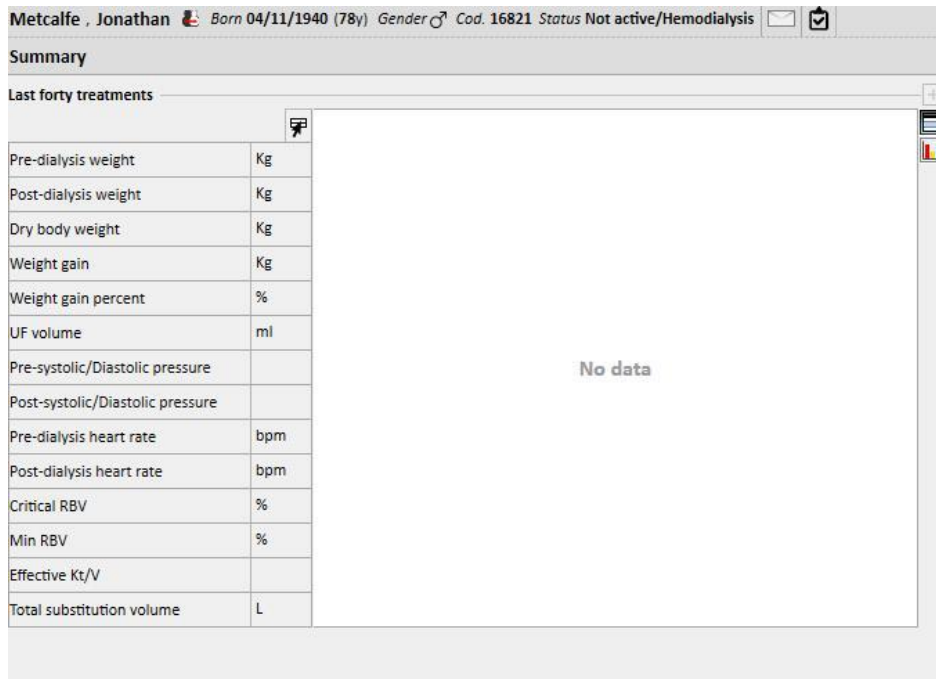 Metcalfe , Jonathan Born 04/11/1940 (78y) Gender Cod. 16821 Status Not active/Hemodialysis
Summary
Last forty treatments
Pre-dialysis weight Kg
Post-dialysis weight Kg
Dry body weight Kg
Weight gain Kg
Weight gain percent %
UF volume ml
Pre-systolic/Diastolic pressure
No data
Post-systolic/Diastolic pressure
Pre-dialysis heart rate bpm
Post-dialysis heart rate bpm
Critical RBV %
Min RBV %
Effective Kt/V
Total substitution volume L